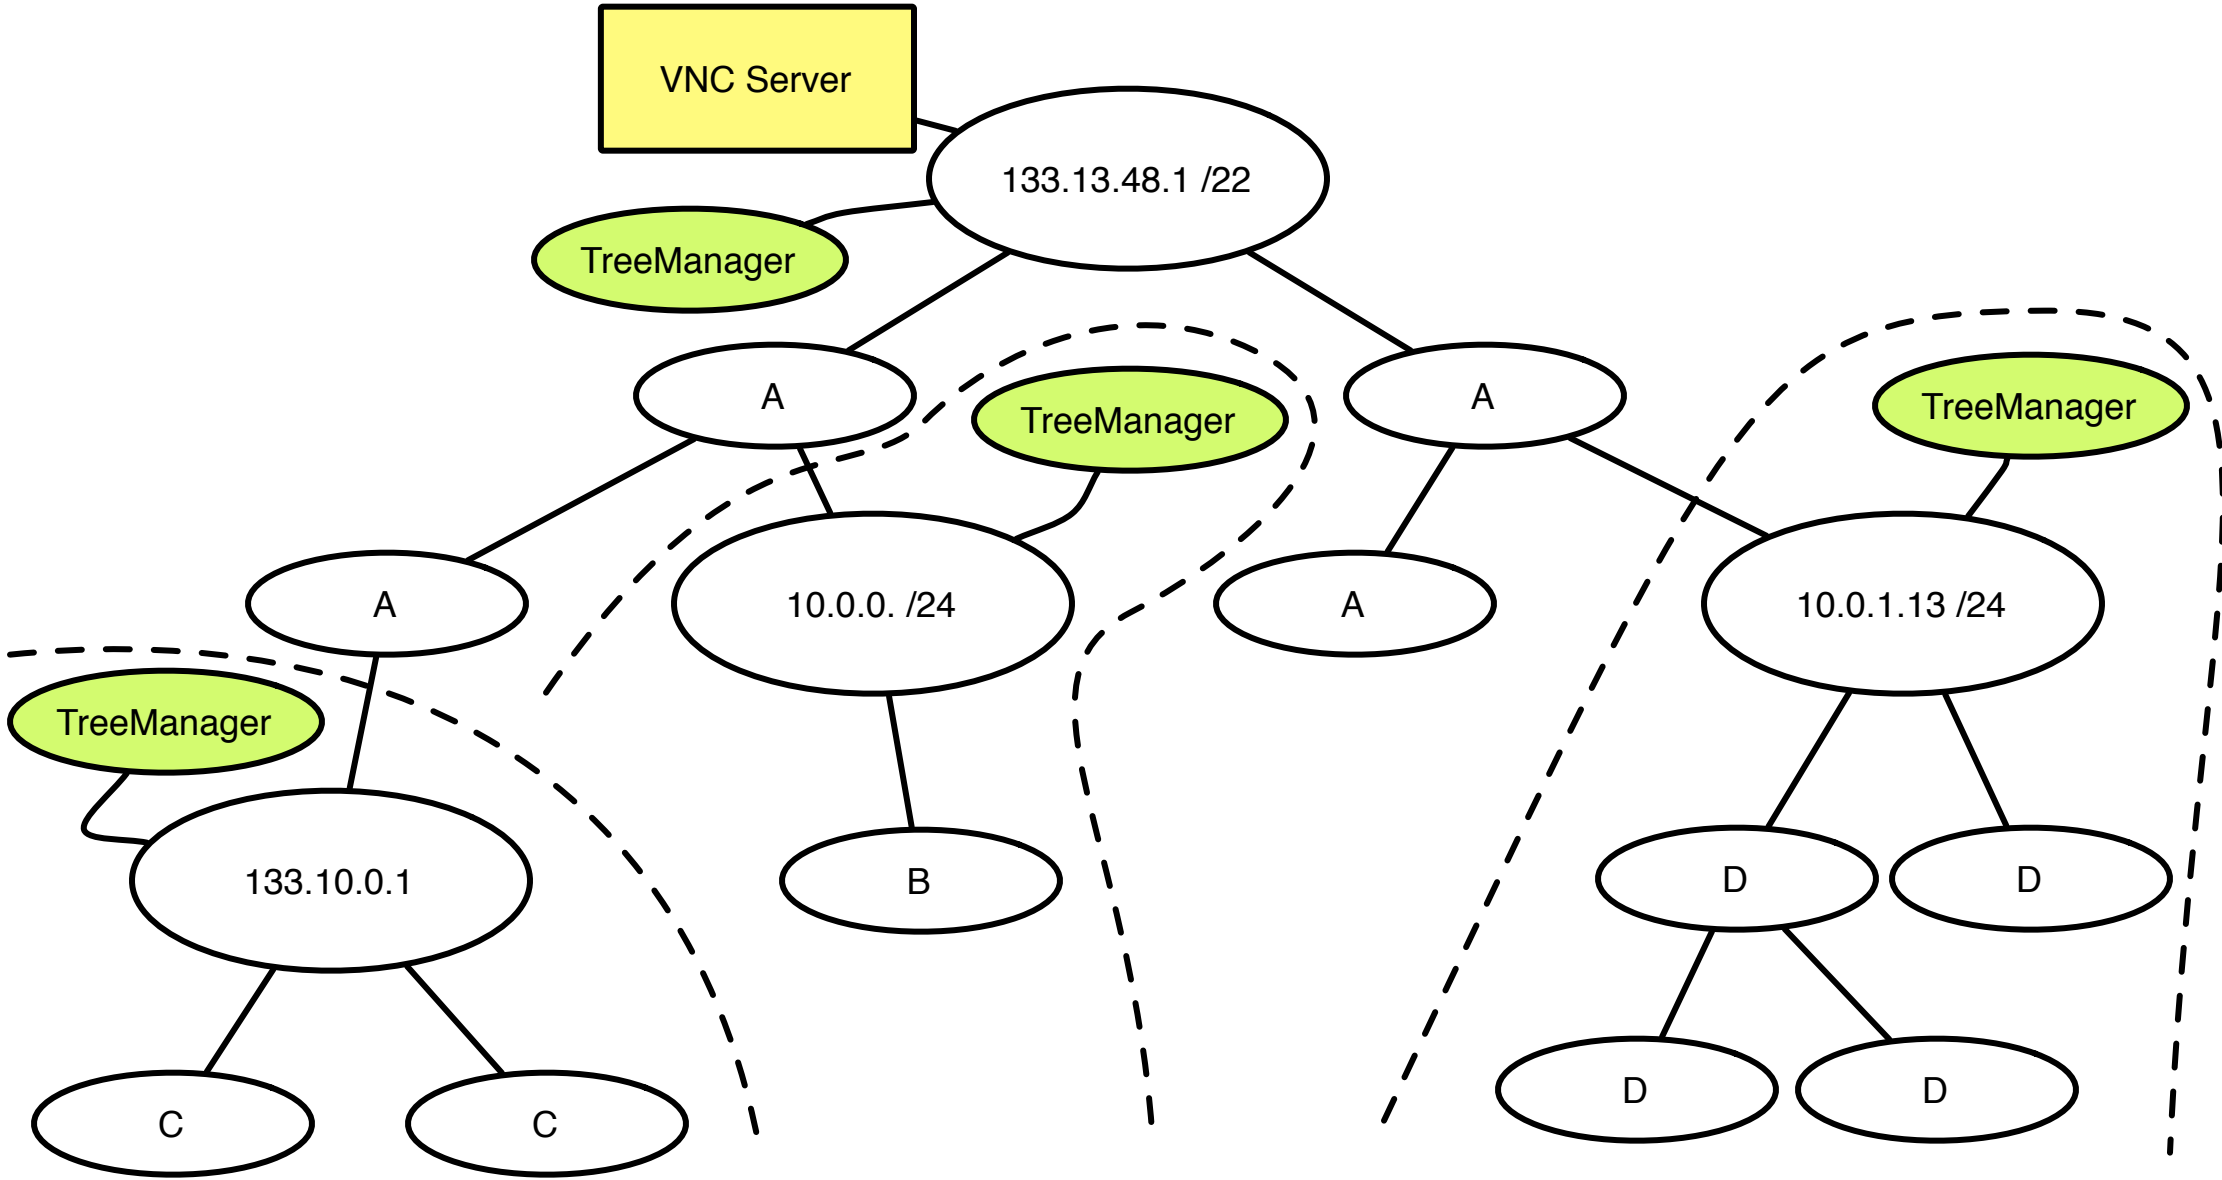 VNC Server
133.13.48.1 /22
TreeManager
A
TreeManager
A
TreeManager
A
10.0.0. /24
A
10.0.1.13 /24
TreeManager
133.10.0.1
B
D
D
C
C
D
D